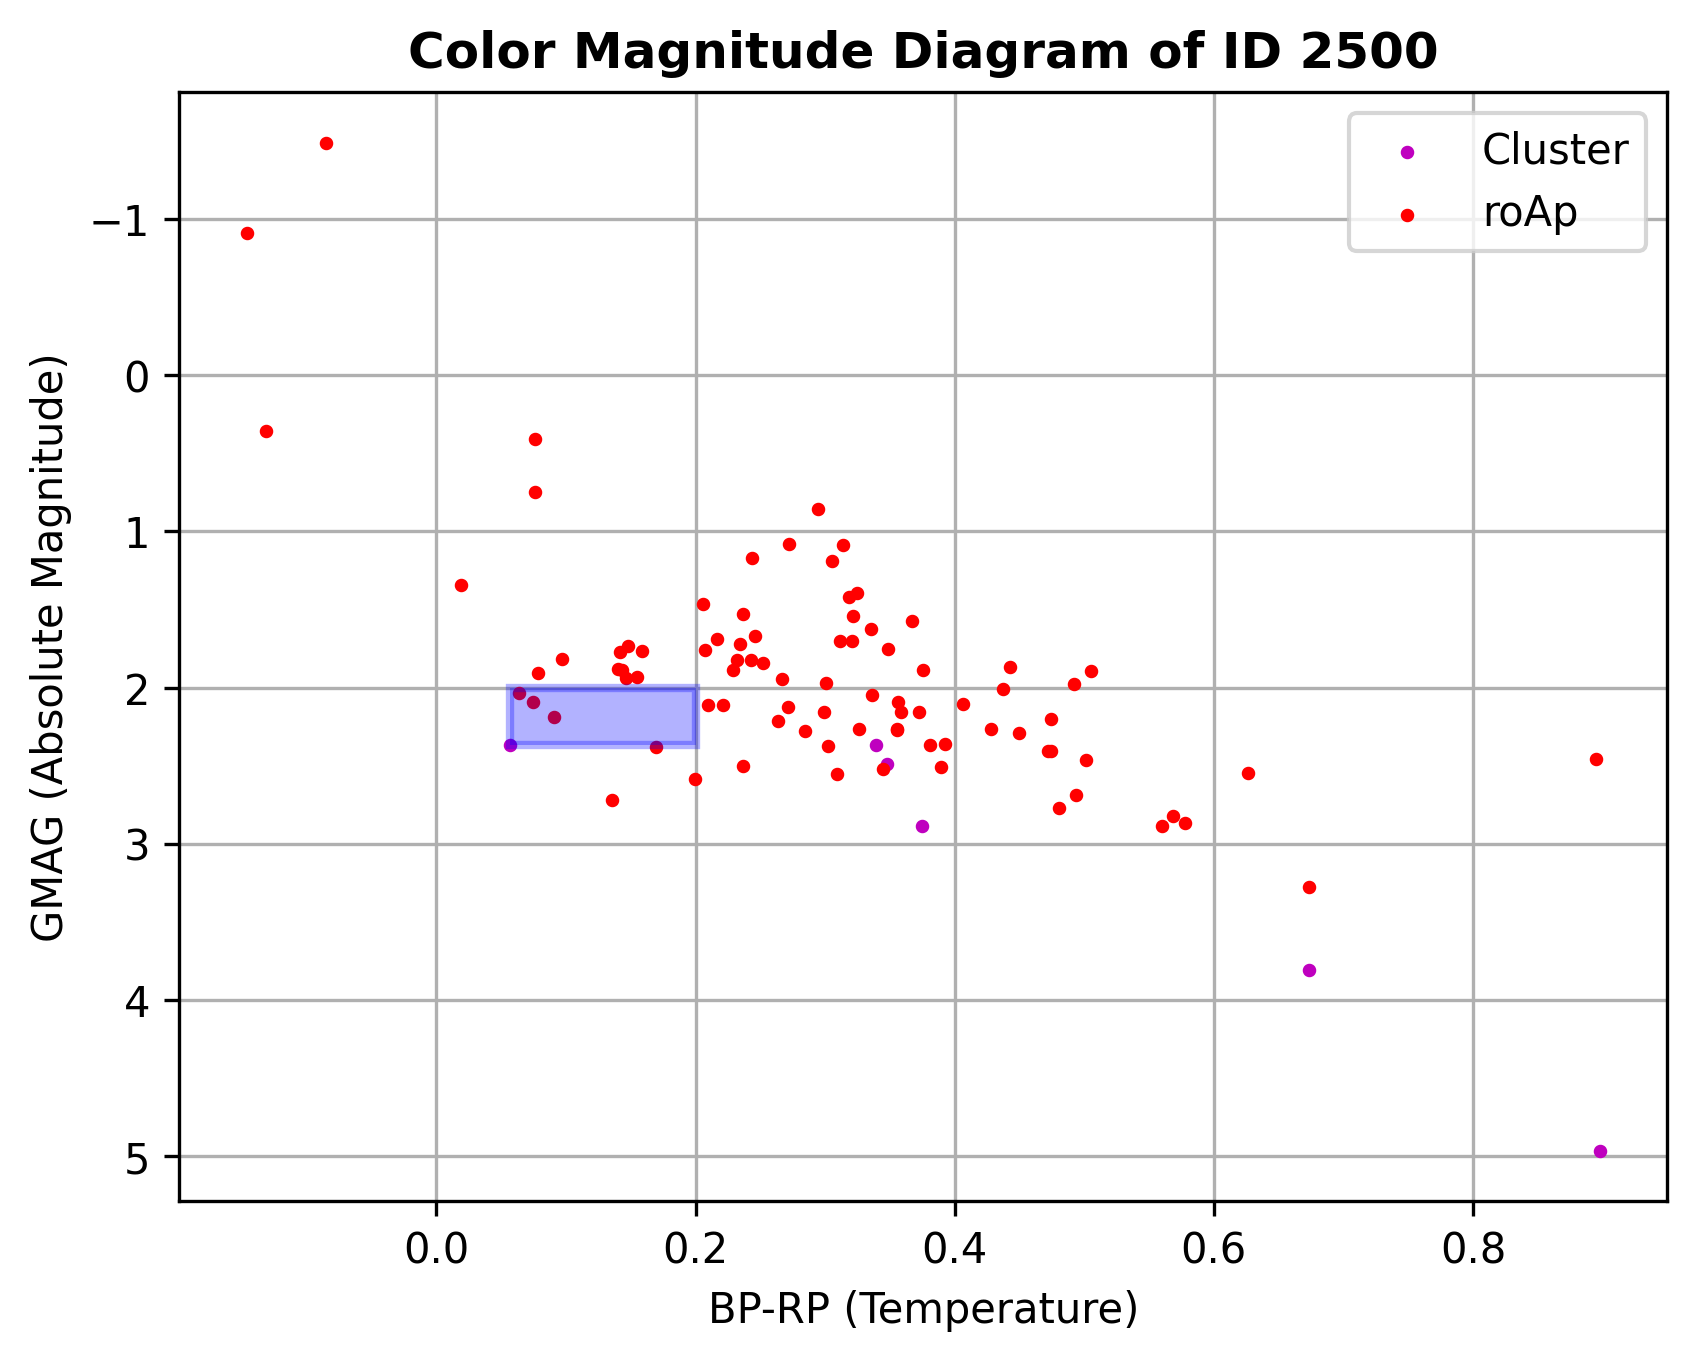 Color Magnitude Diagram of ID 2500
Cluster
roAp
GMAG (Absolute Magnitude)
−1
0
1
2
3
4
5
0.0 0.2 0.4 0.6 0.8
BP-RP (Temperature)